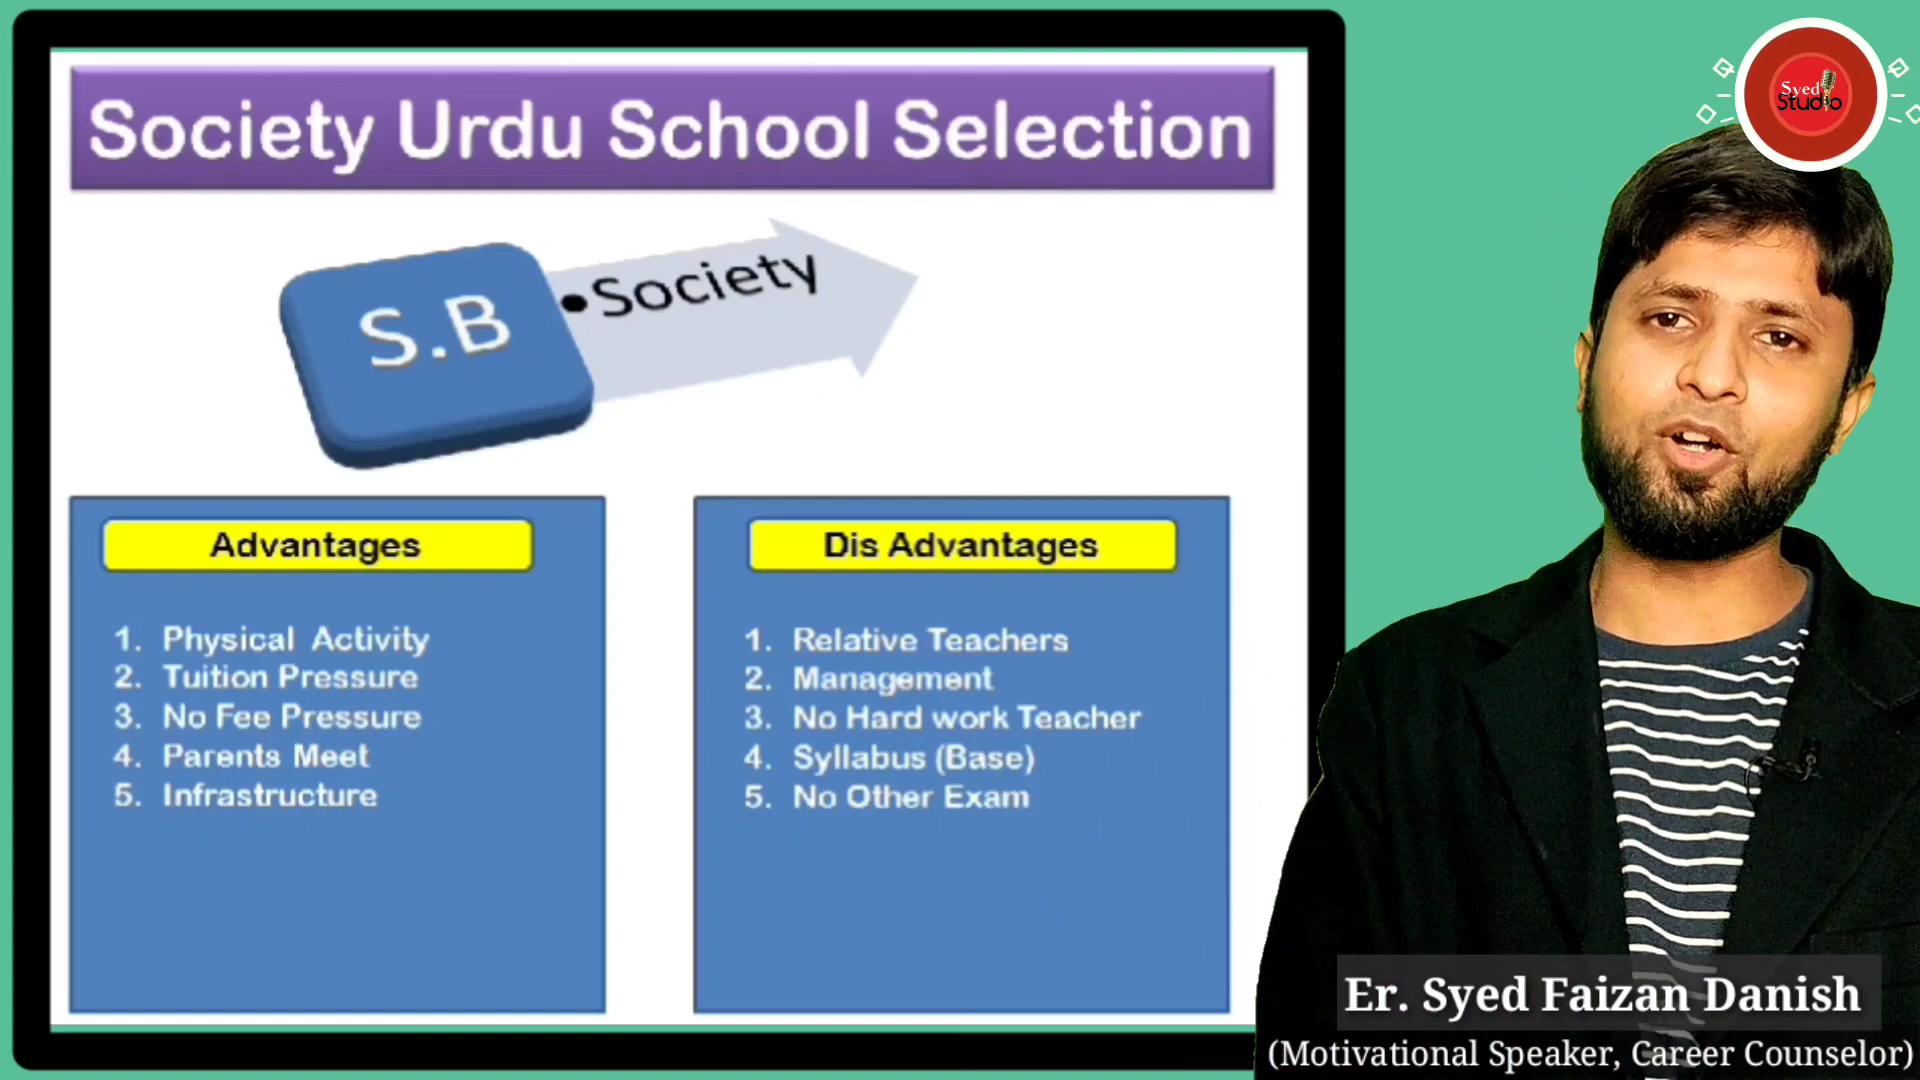 Society Urdu School Selection
S.B
•Society
Advantages
1. Physical Activity
2. Tuition Pressure
3. No Fee Pressure
4. Parents Meet
5. Infrastructure
Dis Advantages
1. Relative Teachers
2. Management
3. No Hard work Teacher
4. Syllabus (Base)
5. No Other Exam
Syed
Studio
Er. Syed Faizan Danish
(Motivational Speaker, Career Counselor)